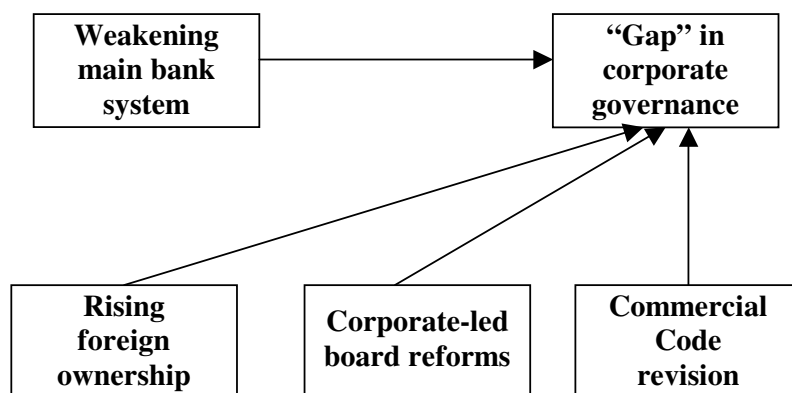 Weakening
main bank
system
“Gap” in
corporate
governance
Rising
foreign
ownership
Corporate-led
board reforms
Commercial
Code
revision